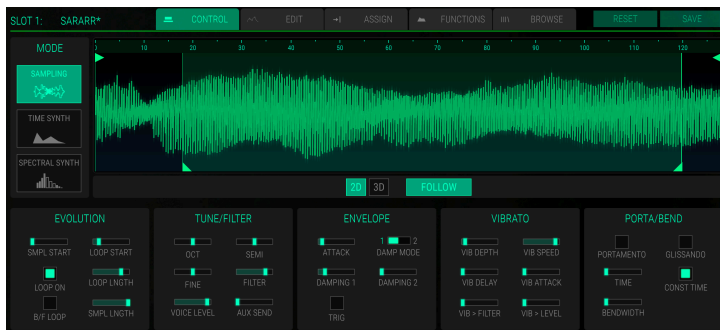 SLOT 1: SARARR* CONTROL EDIT ASSIGN FUNCTIONS BROWSE RESET SAVE
MODE
0 10 20 30 40 50 60 70 80 90 100 110 120
SAMPLING
TIME SYNTH
SPECTRAL SYNTH
2D 3D FOLLOW
EVOLUTION
SMPL START LOOP START
LOOP ON LOOP LNGTH
B/F LOOP SMPL LNGTH
TUNE/FILTER
OCT SEMI
FINE FILTER
VOICE LEVEL AUX SEND
ENVELOPE
1 2
ATTACK DAMP MODE
DAMPING 1 DAMPING 2
TRIG
VIBRATO
VIB DEPTH VIB SPEED
VIB DELAY VIB ATTACK
VIB > FILTER VIB > LEVEL
PORTA/BEND
PORTAMENTO GLISSANDO
TIME CONST TIME
BENDWIDTH